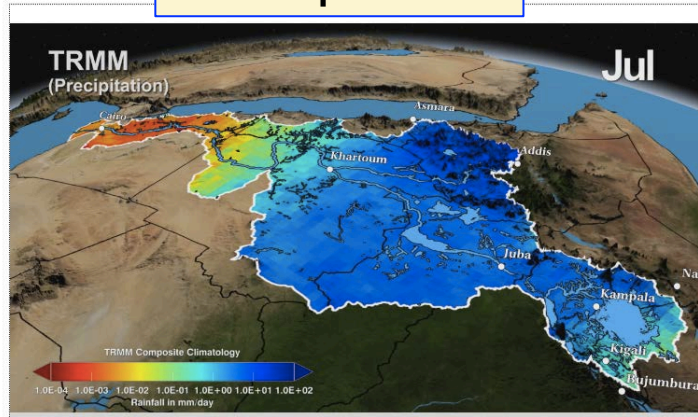 TRMM
(Precipitation)
Jul
Cairo
Asmara
Khartoum
Addis
Juba
Na
Kampala
Kigali
Bujumbura
TRMM Composite Climatology
1.0E-04 1.0E-03 1.0E-02 1.0E-01 1.0E+00 1.0E+01 1.0E+02
Rainfall in mm/day